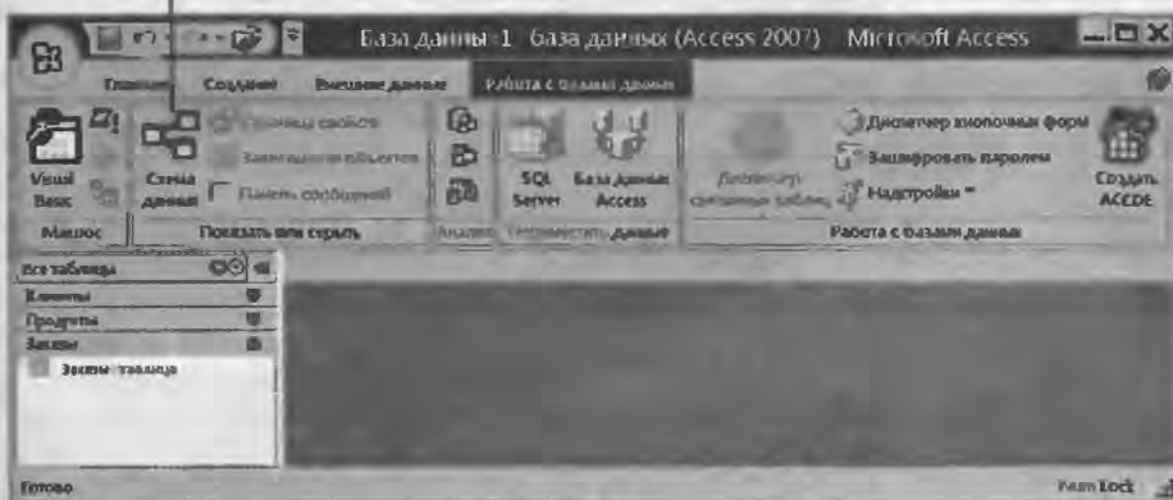 База данных1 база данных (Access 2007) Microsoft Access
Главная Создание Внешние данные Работа с базами данных
Visual Basic
Макрос
Схема данных
Страница свойств
Зависимости объектов
Панель сообщений
Показать или скрыть
Анализ
SQL Server
База данных Access
Переместить данные
Диспетчер связанных таблиц
Диспетчер кнопочных форм
Зашифровать паролем
Надстройки
Создать ACCDE
Работа с базами данных
Все таблицы
Клиенты
Продукты
Заказы
Заказы таблица
Готово
Num Lock